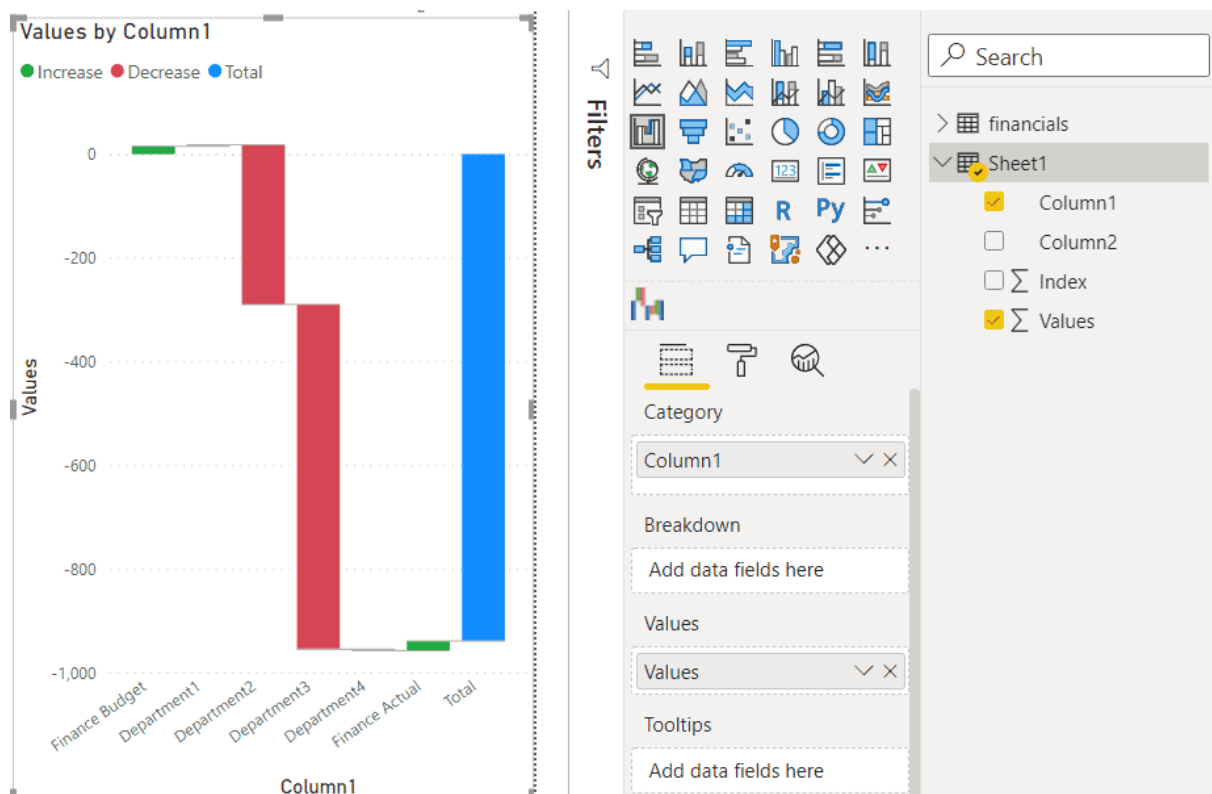 Values by Column1
Increase Decrease Total
0
-200
-400
-600
-800
-1,000
Values
Finance Budget
Department1
Department2
Department3
Department4
Finance Actual
Total
Column1
Filters
123
R
Py
...
Category
Column1
Breakdown
Add data fields here
Values
Values
Tooltips
Add data fields here
Search
financials
Sheet1
Column1
Column2
∑ Index
∑ Values